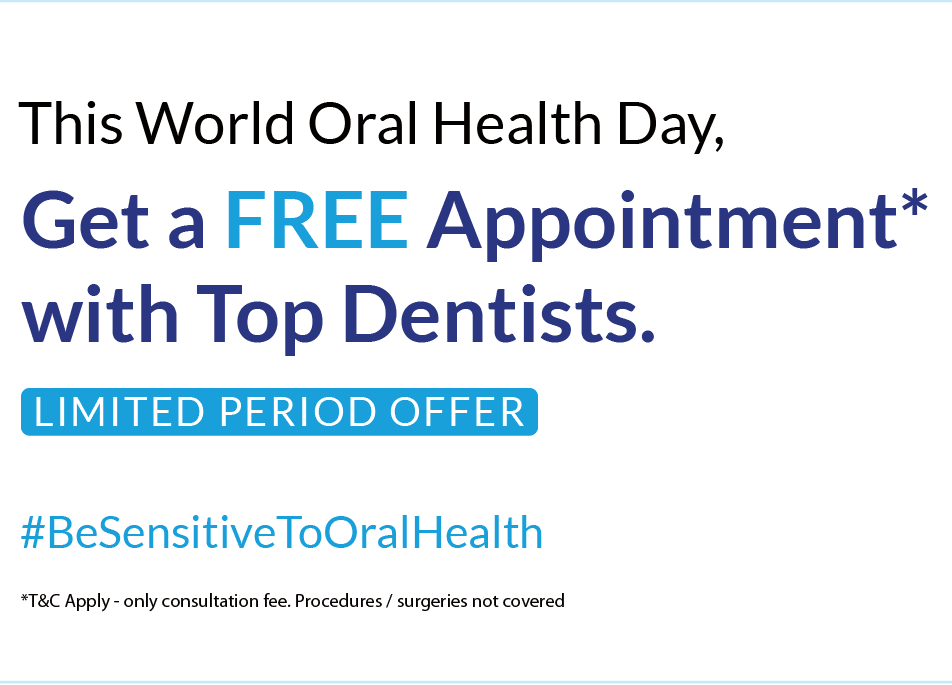 This World Oral Health Day,
Get a FREE Appointment*
with Top Dentists.
LIMITED PERIOD OFFER
#BeSensitiveToOralHealth
*T&C Apply - only consultation fee. Procedures / surgeries not covered